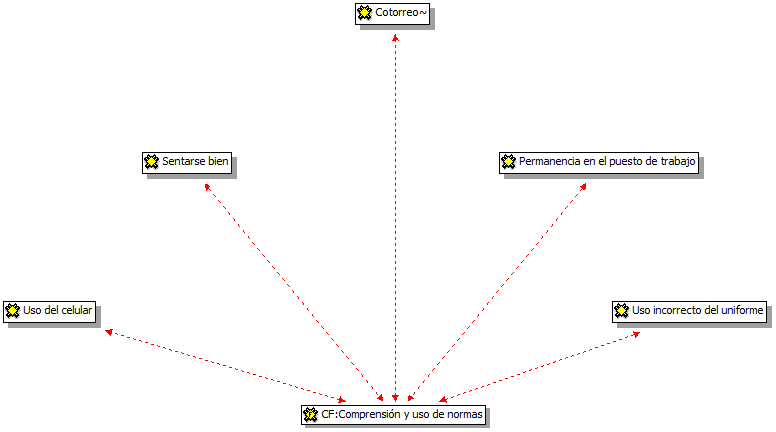 Cotorreo~
Sentarse bien
Permanencia en el puesto de trabajo
Uso del celular
Uso incorrecto del uniforme
CF:Comprensión y uso de normas